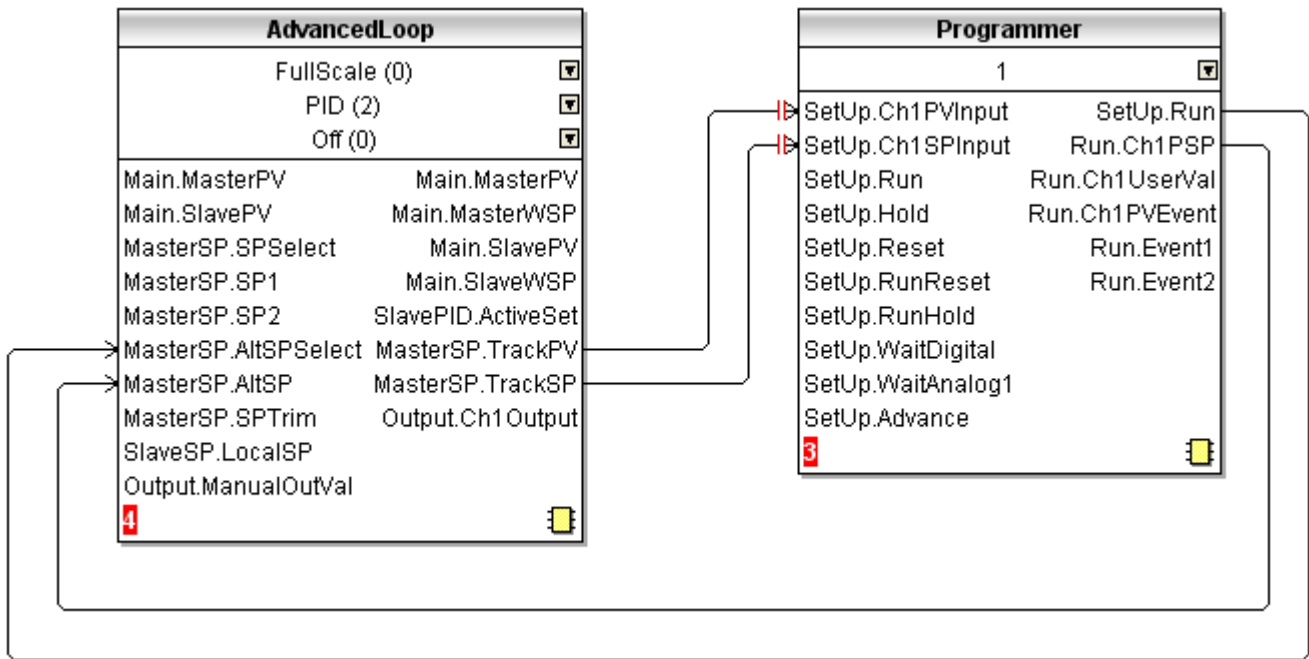 AdvancedLoop
FullScale (0)
PID (2)
Off (0)
Main.MasterPV Main.MasterPV
Main.SlavePV Main.MasterWSP
MasterSP.SPSelect Main.SlavePV
MasterSP.SP1 Main.SlaveWSP
MasterSP.SP2 SlavePID.ActiveSet
MasterSP.AltSPSelect MasterSP.TrackPV
MasterSP.AltSP MasterSP.TrackSP
MasterSP.SPTrim Output.Ch1Output
SlaveSP.LocalSP
Output.ManualOutVal
4
Programmer
1
SetUp.Ch1PVInput SetUp.Run
SetUp.Ch1SPInput Run.Ch1PSP
SetUp.Run Run.Ch1UserVal
SetUp.Hold Run.Ch1PVEvent
SetUp.Reset Run.Event1
SetUp.RunReset Run.Event2
SetUp.RunHold
SetUp.WaitDigital
SetUp.WaitAnalog1
SetUp.Advance
3